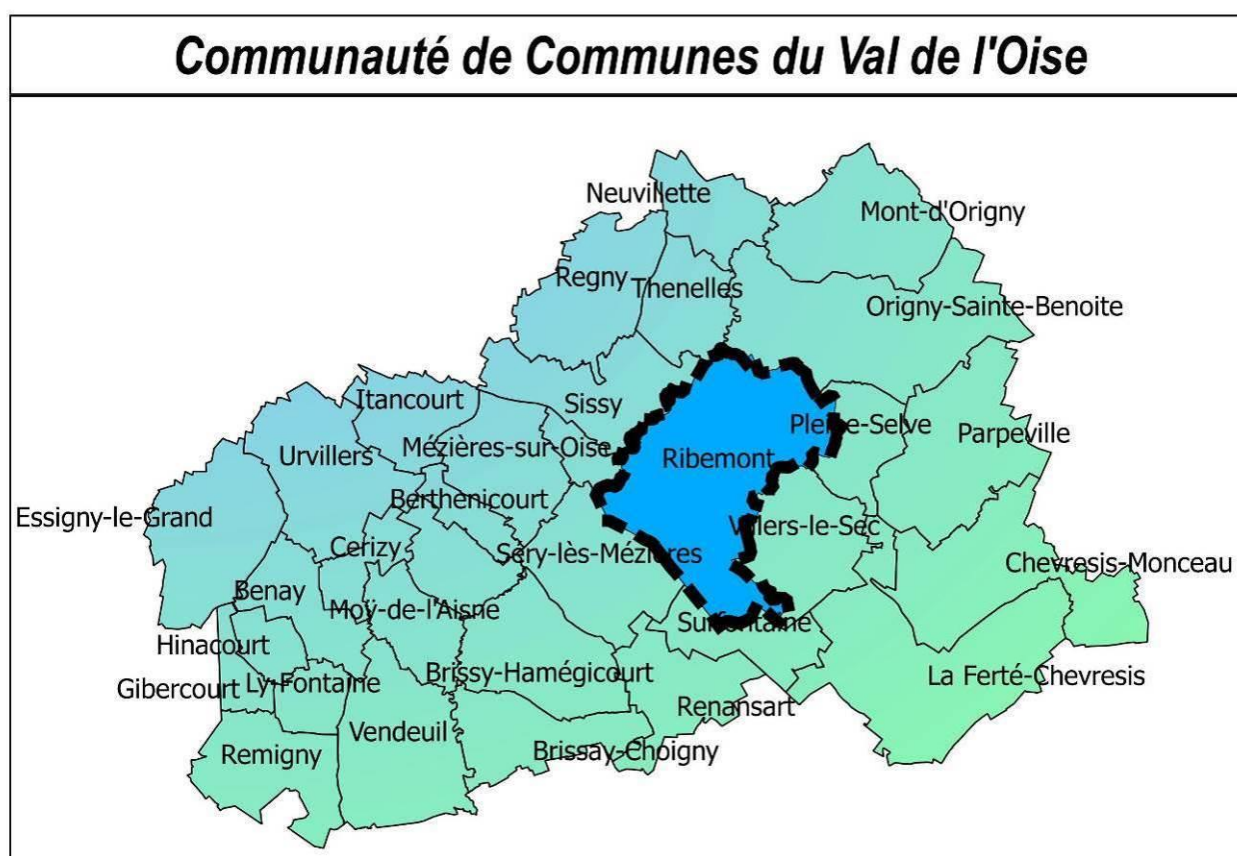 Communauté de Communes du Val de l'Oise
Neuvillette
Mont-d'Origny
Regny
Thenelles
Origny-Sainte-Benoite
Itancourt
Sissy
Pleine-Selve
Parpeville
Urvillers
Mézières-sur-Oise
Ribemont
Berthenicourt
Essigny-le-Grand
Villers-le-Sec
Cerizy
Séry-lès-Mézières
Chevresis-Monceau
Benay
Moÿ-de-l'Aisne
Surfontaine
Hinacourt
Brissy-Hamégicourt
La Ferté-Chevresis
Gibercourt
Ly-Fontaine
Renansart
Vendeuil
Remigny
Brissay-Choigny